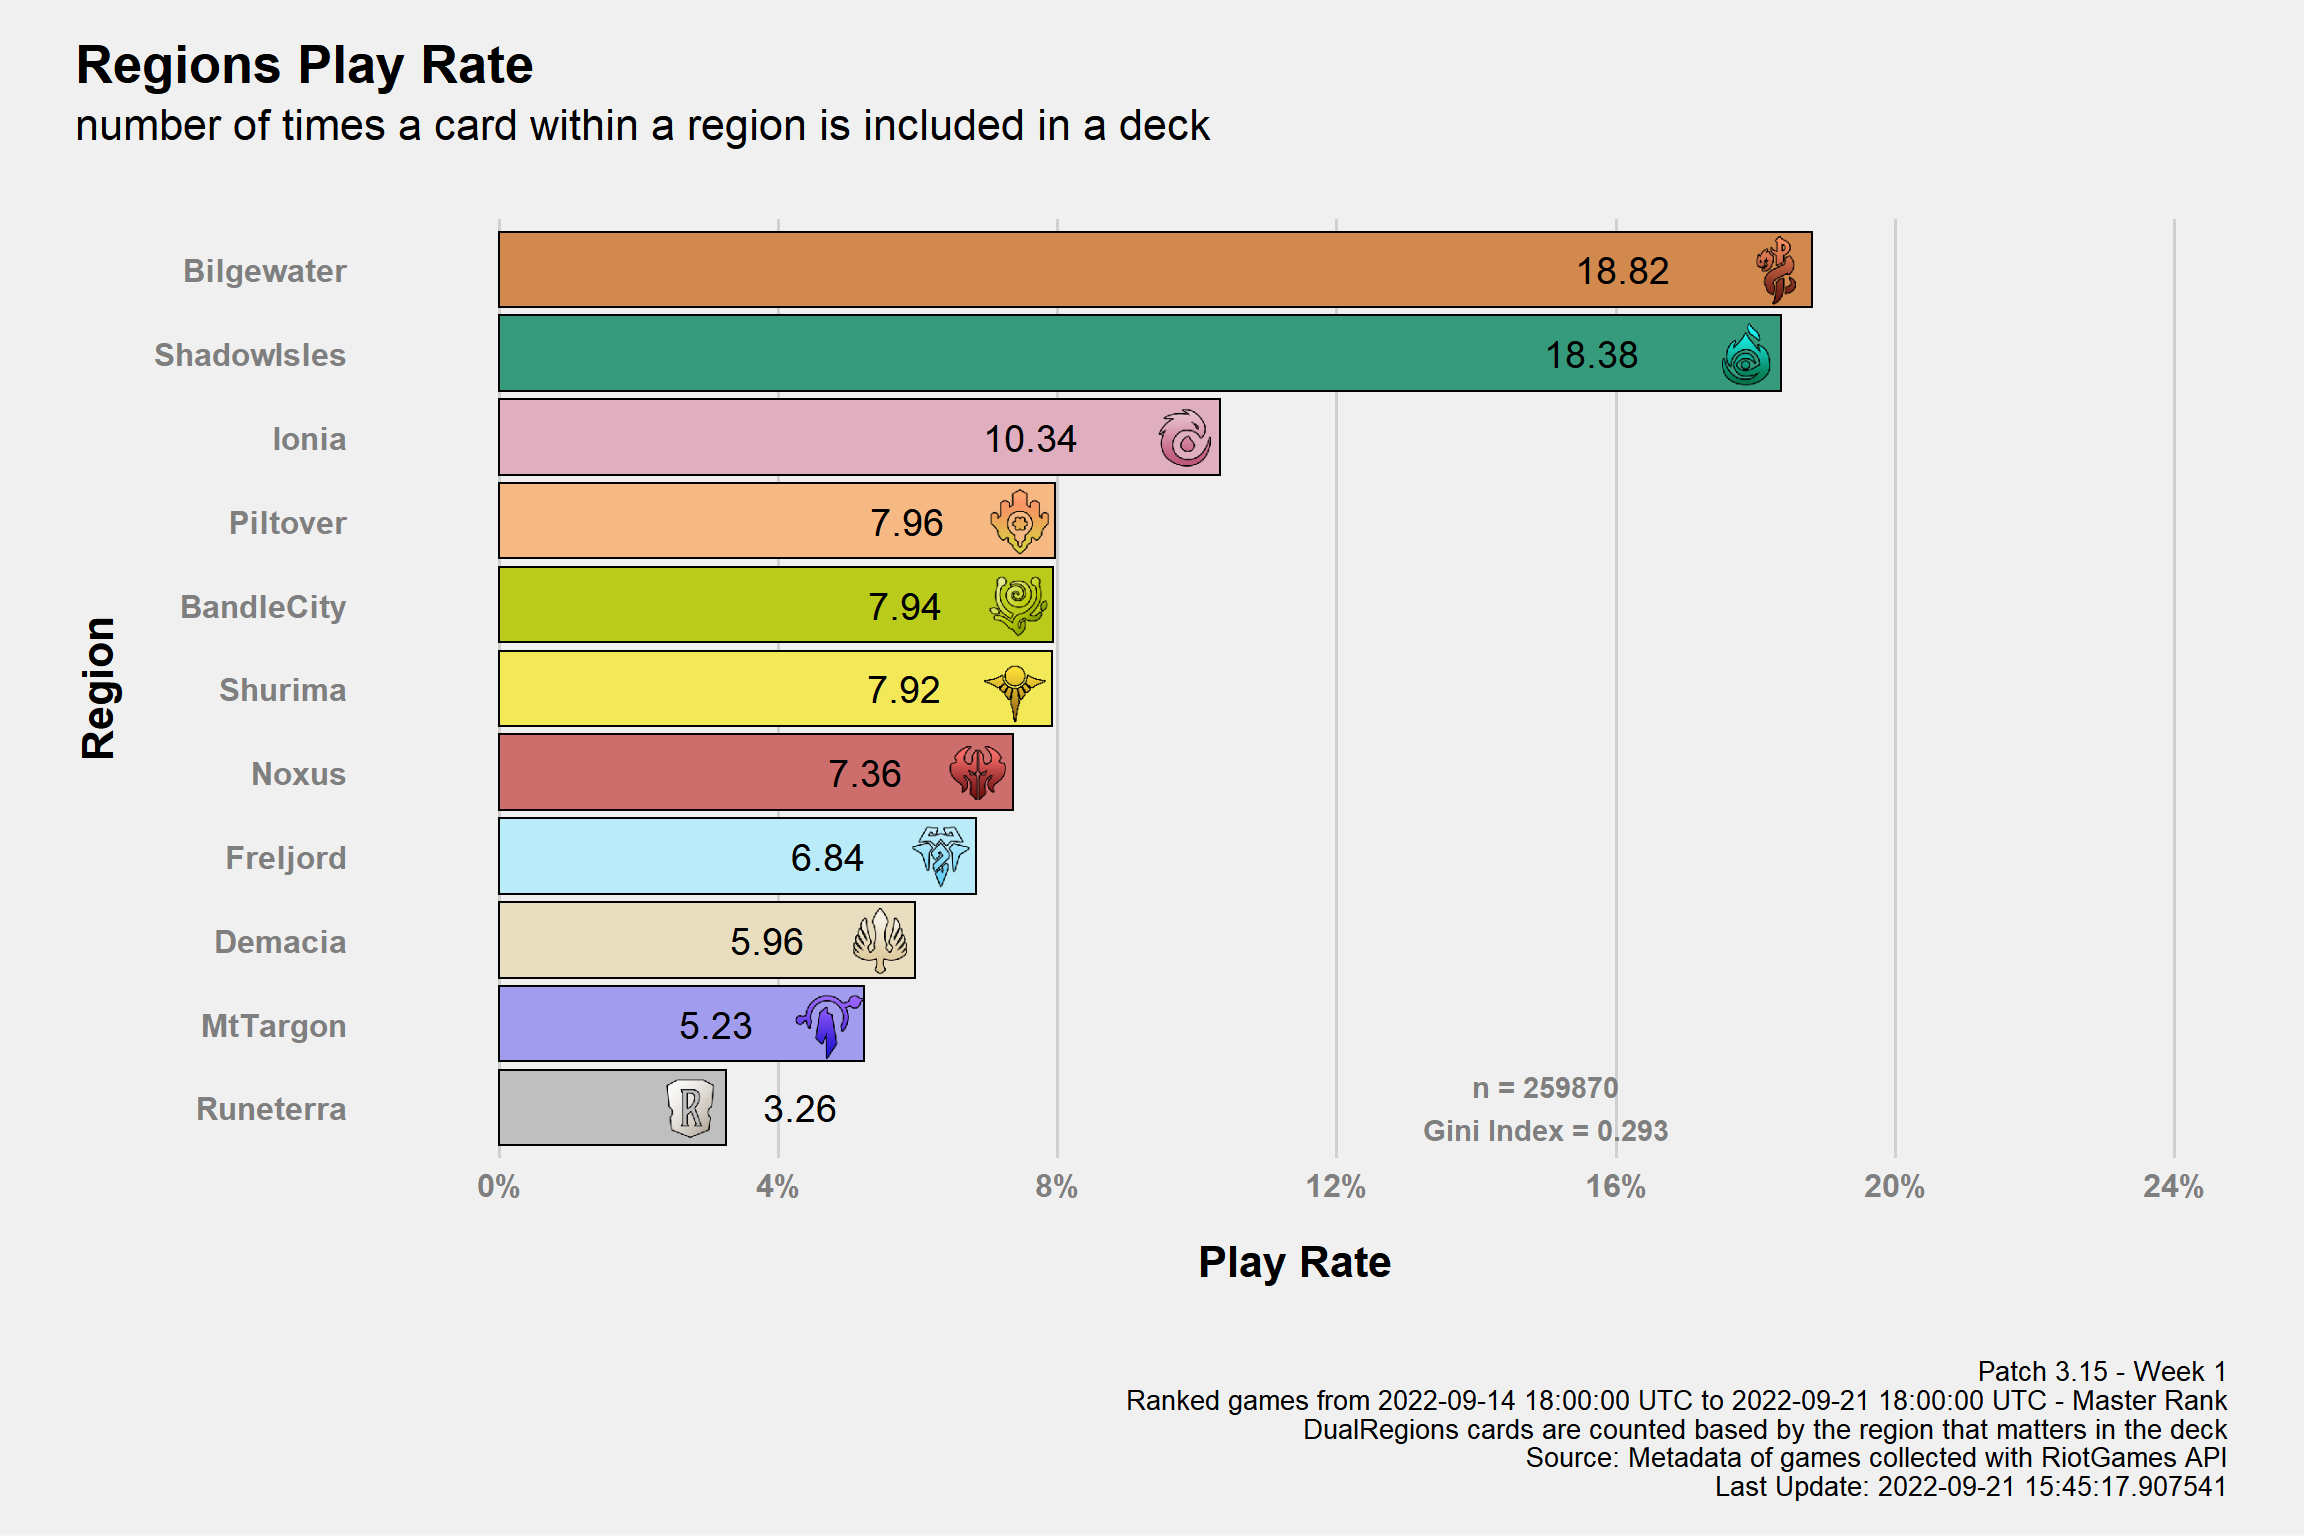 Regions Play Rate
number of times a card within a region is included in a deck
Region
Bilgewater 18.82
ShadowIsles 18.38
Ionia 10.34
Piltover 7.96
BandleCity 7.94
Shurima 7.92
Noxus 7.36
Freljord 6.84
Demacia 5.96
MtTargon 5.23
Runeterra R 3.26
n = 259870
Gini Index = 0.293
0% 4% 8% 12% 16% 20% 24%
Play Rate
Patch 3.15 - Week 1
Ranked games from 2022-09-14 18:00:00 UTC to 2022-09-21 18:00:00 UTC - Master Rank
DualRegions cards are counted based by the region that matters in the deck
Source: Metadata of games collected with RiotGames API
Last Update: 2022-09-21 15:45:17.907541